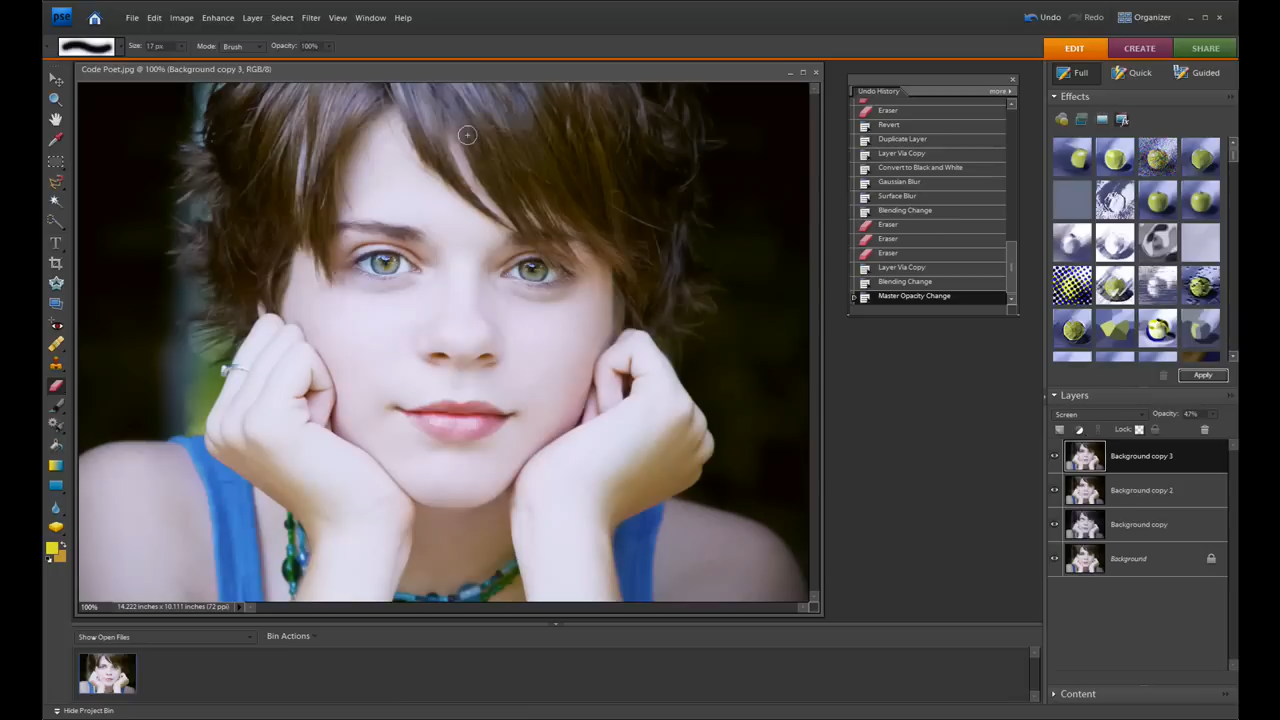 pse File Edit Image Enhance Layer Select Filter View Window Help Undo Redo Organizer
Size: 17 px Mode: Brush Opacity: 100% EDIT CREATE SHARE
Code Poet.jpg @ 100% (Background copy 3, RGB/8)
Full Quick Guided
Undo History more
Effects
Eraser
Revert
Duplicate Layer
Layer Via Copy
Convert to Black and White
Gaussian Blur
Surface Blur
Blending Change
Eraser
Eraser
Eraser
Layer Via Copy
Blending Change
Master Opacity Change
Apply
Layers
Screen Opacity: 47%
Lock:
Background copy 3
Background copy 2
Background copy
Background
100% 14.222 inches x 10.111 inches (72 ppi)
Show Open Files Bin Actions
Content
Hide Project Bin